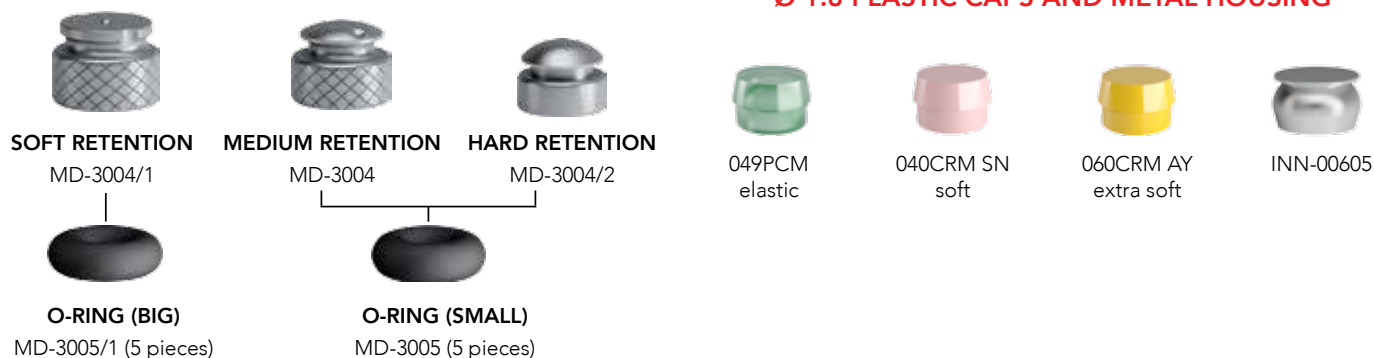 PLASTIC CAPS AND METAL HOUSING
SOFT RETENTION
MD-3004/1
MEDIUM RETENTION
MD-3004
HARD RETENTION
MD-3004/2
O-RING (BIG)
MD-3005/1 (5 pieces)
O-RING (SMALL)
MD-3005 (5 pieces)
049PCM
elastic
040CRM SN
soft
060CRM AY
extra soft
INN-00605